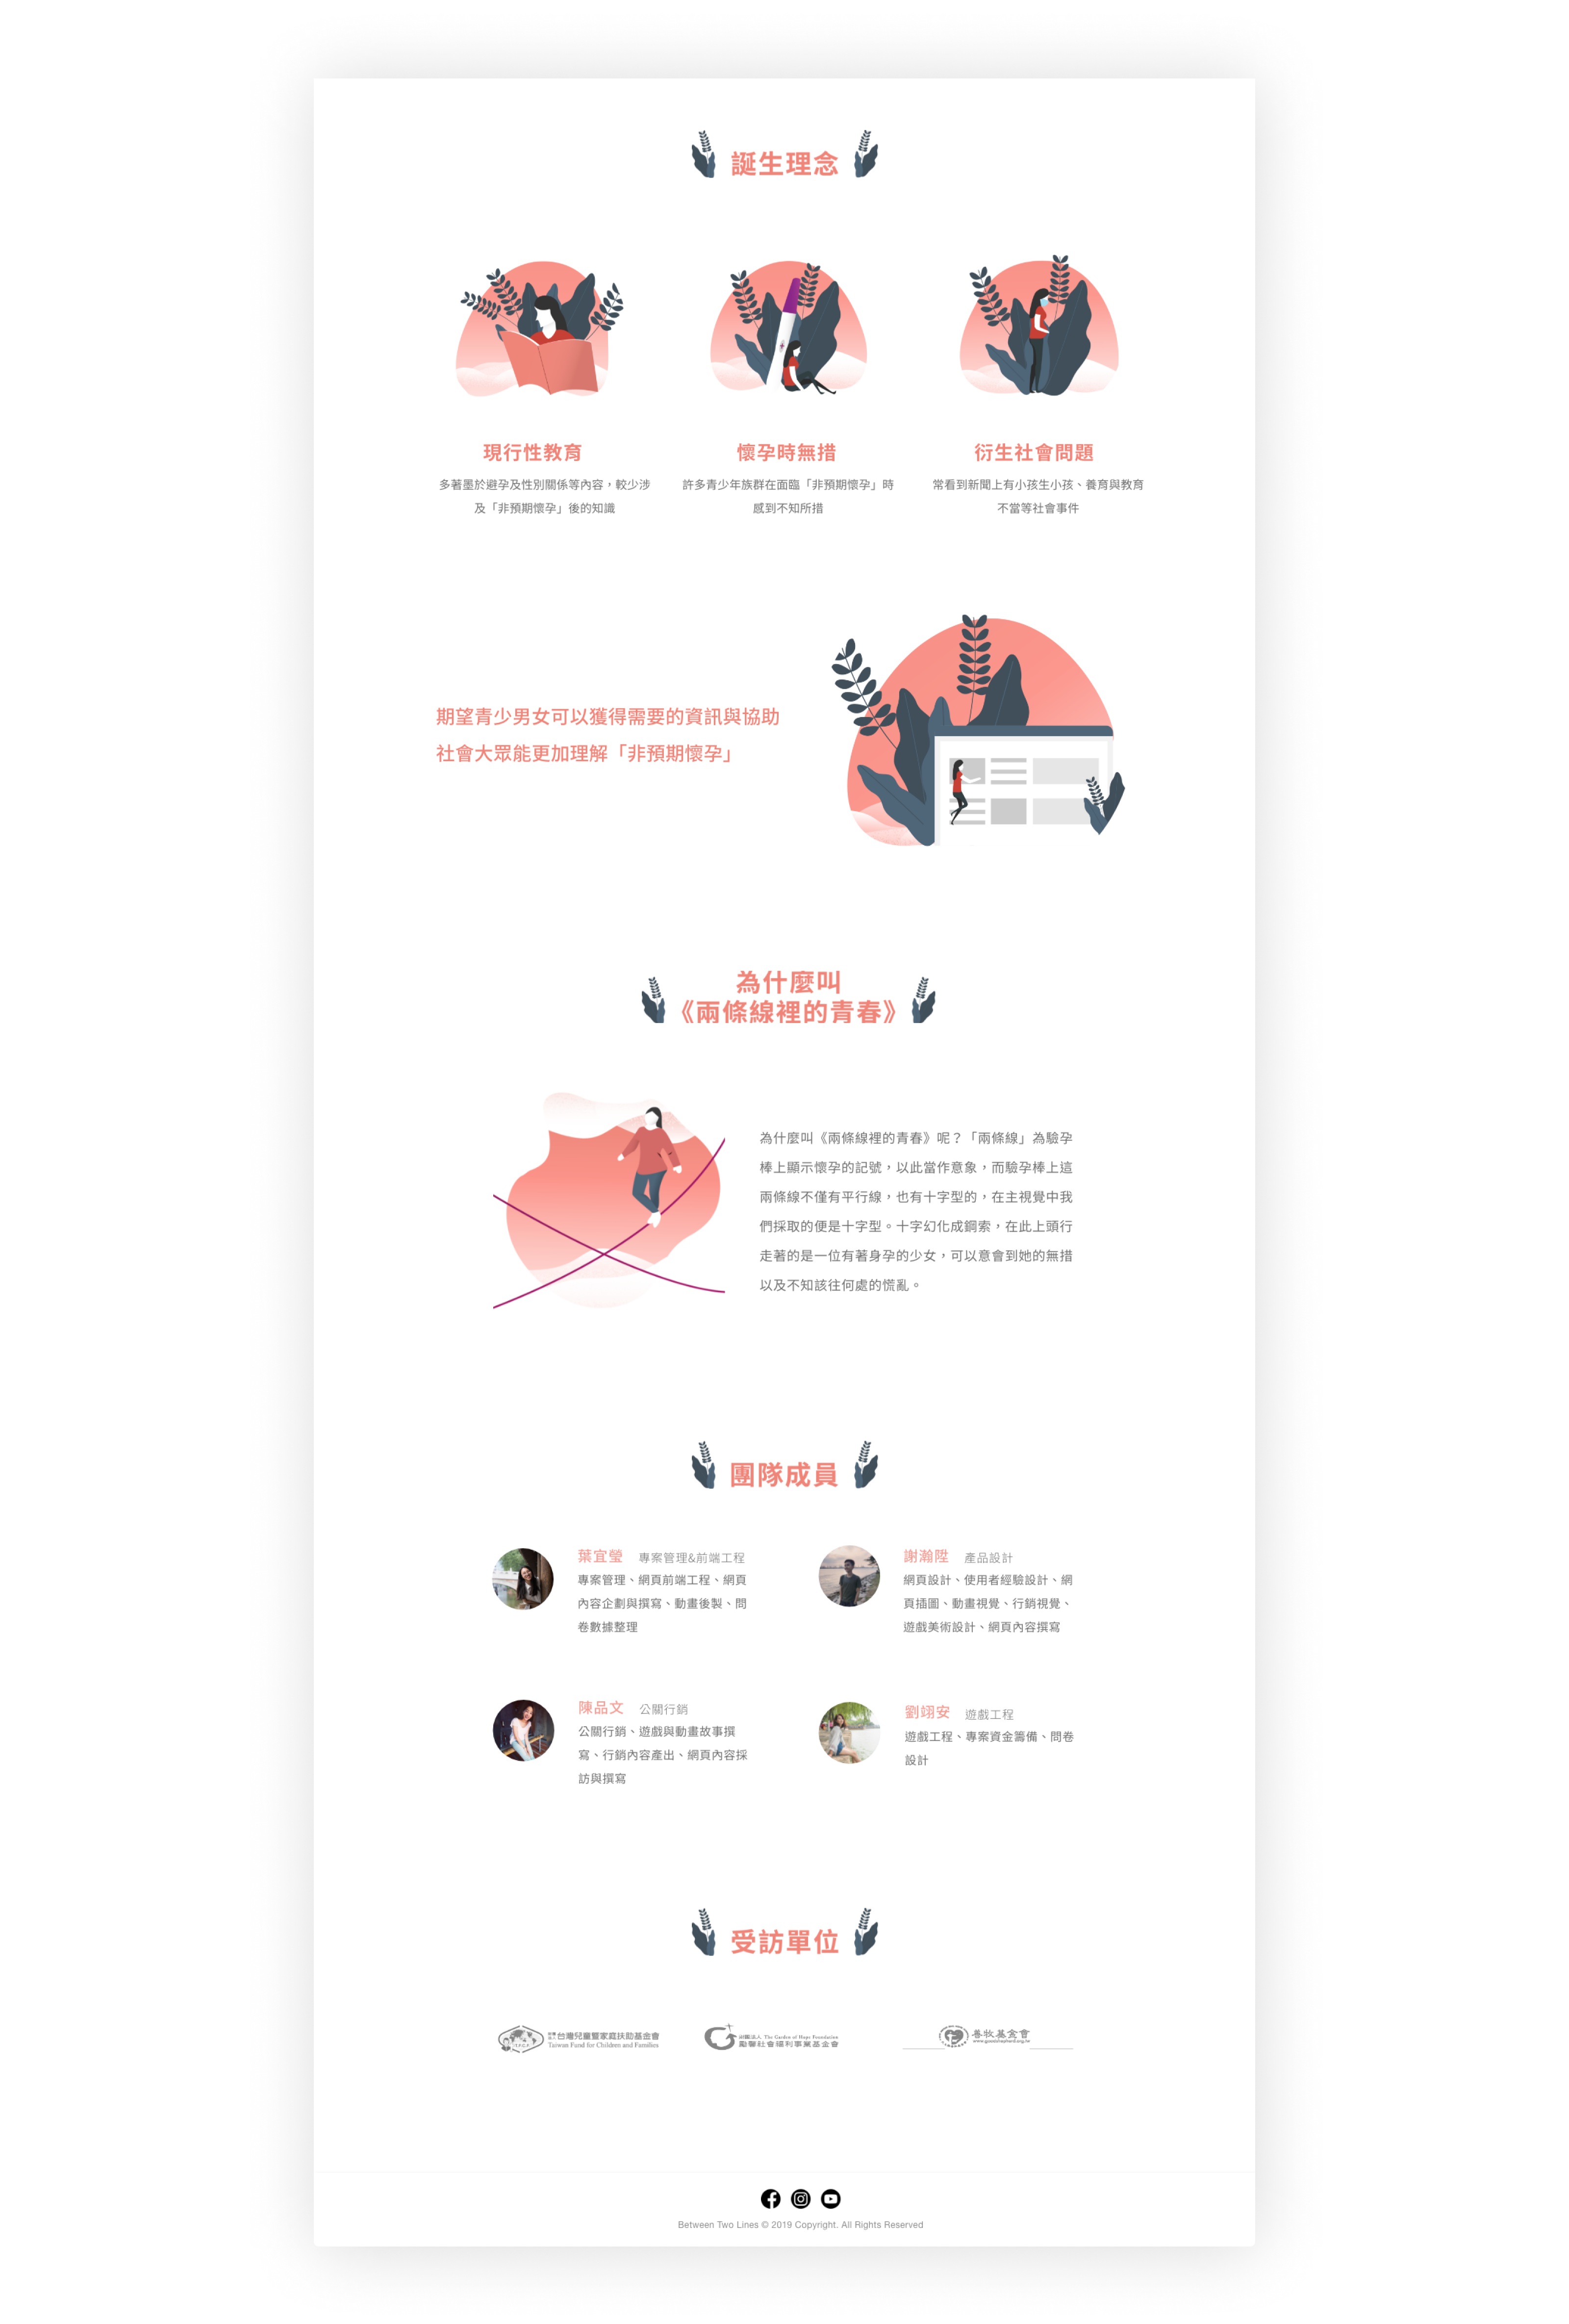 誕生理念
現行性教育
多著墨於避孕及性別關係等內容，較少涉
及「非預期懷孕」後的知識
懷孕時無措
許多青少年族群在面臨「非預期懷孕」時
感到不知所措
衍生社會問題
常看到新聞上有小孩生小孩、養育與教育
不當等社會事件
期望青少男女可以獲得需要的資訊與協助
社會大眾能更加理解「非預期懷孕」
為什麼叫
《兩條線裡的青春》
為什麼叫《兩條線裡的青春》呢？「兩條線」為驗孕
棒上顯示懷孕的記號，以此當作意象，而驗孕棒上這
兩條線不僅有平行線，也有十字型的，在主視覺中我
們採取的便是十字型。十字幻化成鋼索，在此上頭行
走著的是一位有著身孕的少女，可以意會到她的無措
以及不知該往何處的慌亂。
團隊成員
葉宜瑩 專案管理&前端工程
專案管理、網頁前端工程、網頁
內容企劃與撰寫、動畫後製、問
卷數據整理
謝瀚陞 產品設計
網頁設計、使用者經驗設計、網
頁插圖、動畫視覺、行銷視覺、
遊戲美術設計、網頁內容撰寫
陳品文 公關行銷
公關行銷、遊戲與動畫故事撰
寫、行銷內容產出、網頁內容採
訪與撰寫
劉翊安 遊戲工程
遊戲工程、專案資金籌備、問卷
設計
受訪單位
台灣兒童暨家庭扶助基金會
Taiwan Fund for Children and Families
財團法人 The Garden of Hope Foundation
勵馨社會福利事業基金會
善牧基金會
www.goodshepherd.org.tw
Between Two Lines © 2019 Copyright. All Rights Reserved